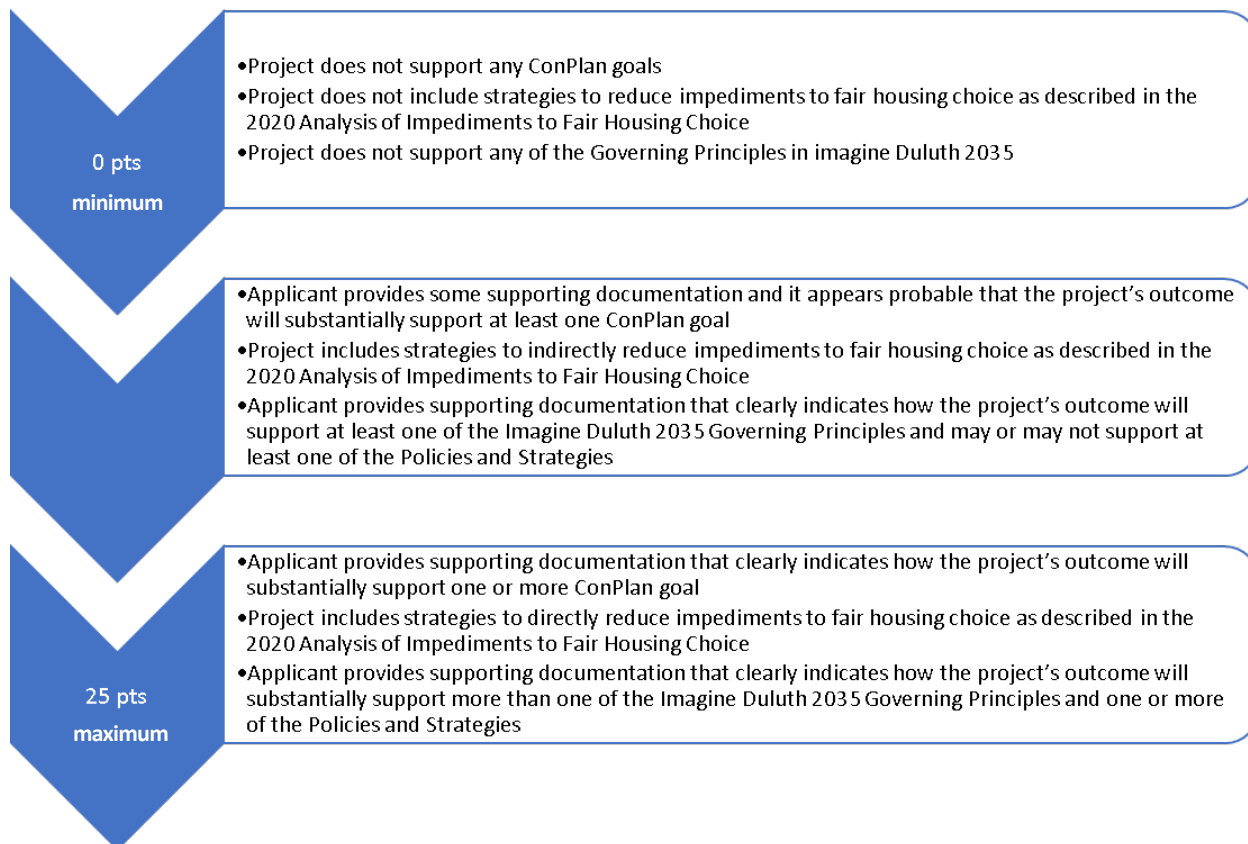 0 pts
minimum
•Project does not support any ConPlan goals
•Project does not include strategies to reduce impediments to fair housing choice as described in the
2020 Analysis of Impediments to Fair Housing Choice
•Project does not support any of the Governing Principles in imagine Duluth 2035
•Applicant provides some supporting documentation and it appears probable that the project's outcome
will substantially support at least one ConPlan goal
•Project includes strategies to indirectly reduce impediments to fair housing choice as described in the
2020 Analysis of Impediments to Fair Housing Choice
•Applicant provides supporting documentation that clearly indicates how the project's outcome will
support at least one of the Imagine Duluth 2035 Governing Principles and may or may not support at
least one of the Policies and Strategies
25 pts
maximum
•Applicant provides supporting documentation that clearly indicates how the project's outcome will
substantially support one or more ConPlan goal
•Project includes strategies to directly reduce impediments to fair housing choice as described in the
2020 Analysis of Impediments to Fair Housing Choice
•Applicant provides supporting documentation that clearly indicates how the project's outcome will
substantially support more than one of the Imagine Duluth 2035 Governing Principles and one or more
of the Policies and Strategies